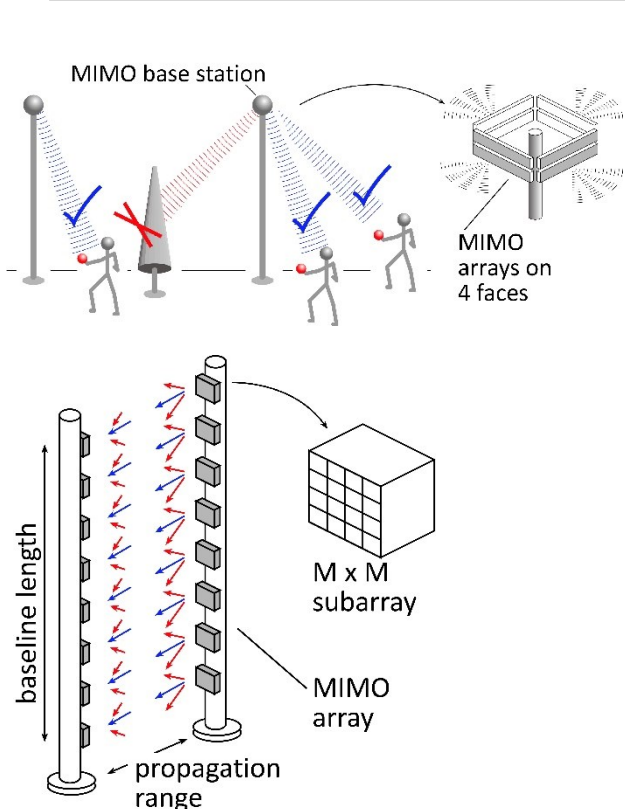 MIMO base station
MIMO
arrays on
4 faces
baseline length
M x M
subarray
MIMO
array
propagation
range